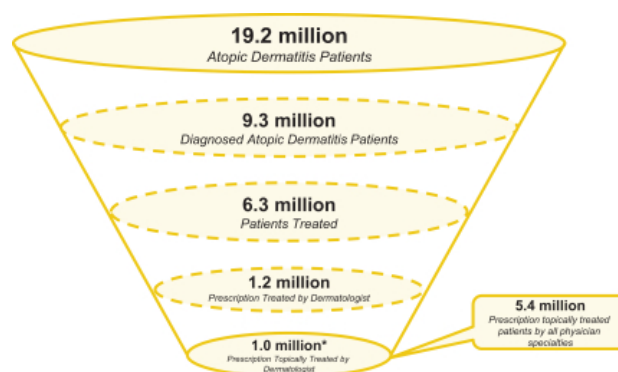 19.2 million
Atopic Dermatitis Patients
9.3 million
Diagnosed Atopic Dermatitis Patients
6.3 million
Patients Treated
1.2 million
Prescription Treated by Dermatologist
1.0 million*
Prescription Topically Treated by
Dermatologist
5.4 million
Prescription topically treated
patients by all physician
specialties